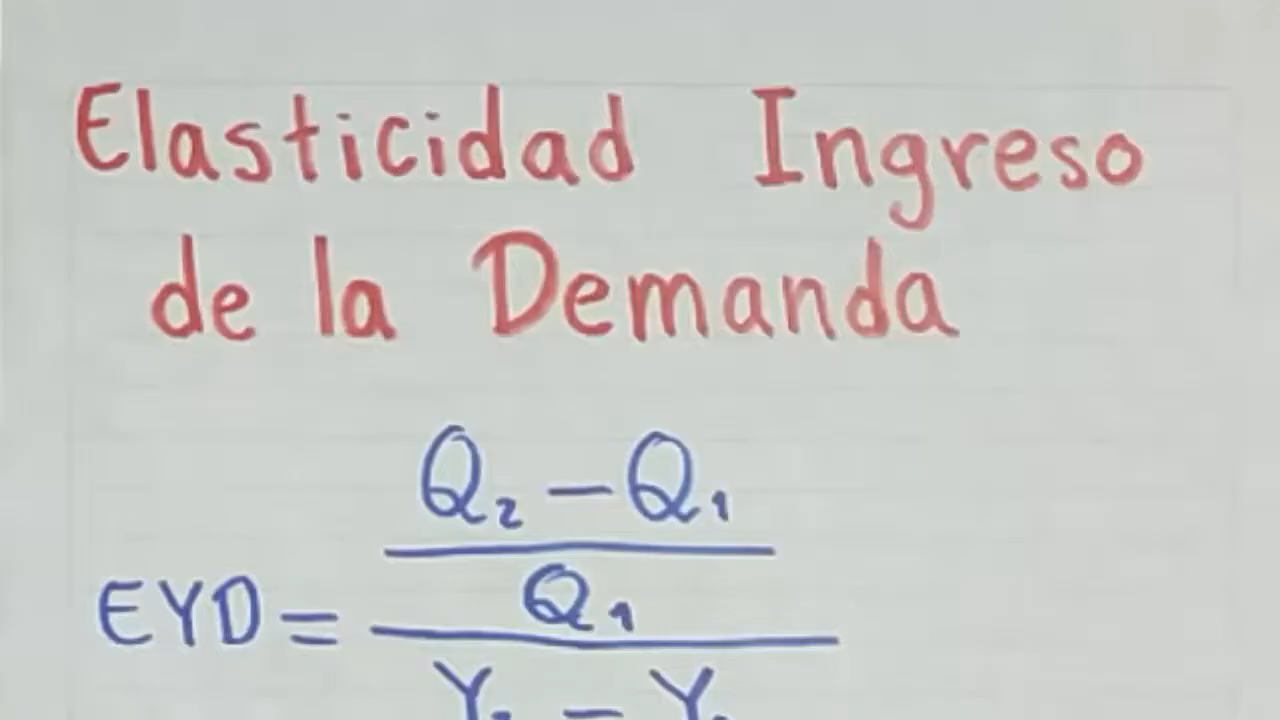 Elasticidad Ingreso
de la Demanda
Q₂ – Q₁
EYD = Q₁
Y – Y